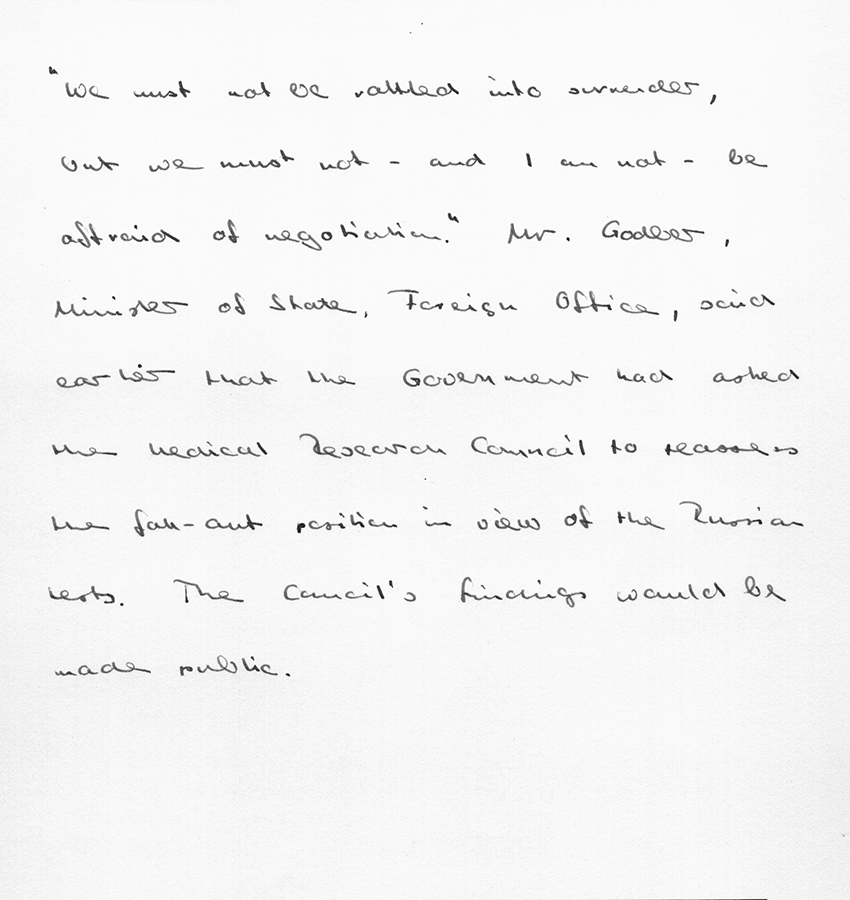 "We must not be rattled into surrender,
but we must not - and I am not - be
afraid of negotiation." Mr. Godber,
Minister of State, Foreign Office, said
earlier that the Government had asked
the Medical Research Council to reassess
the fall-out position in view of the Russian
tests. The Council's findings would be
made public.